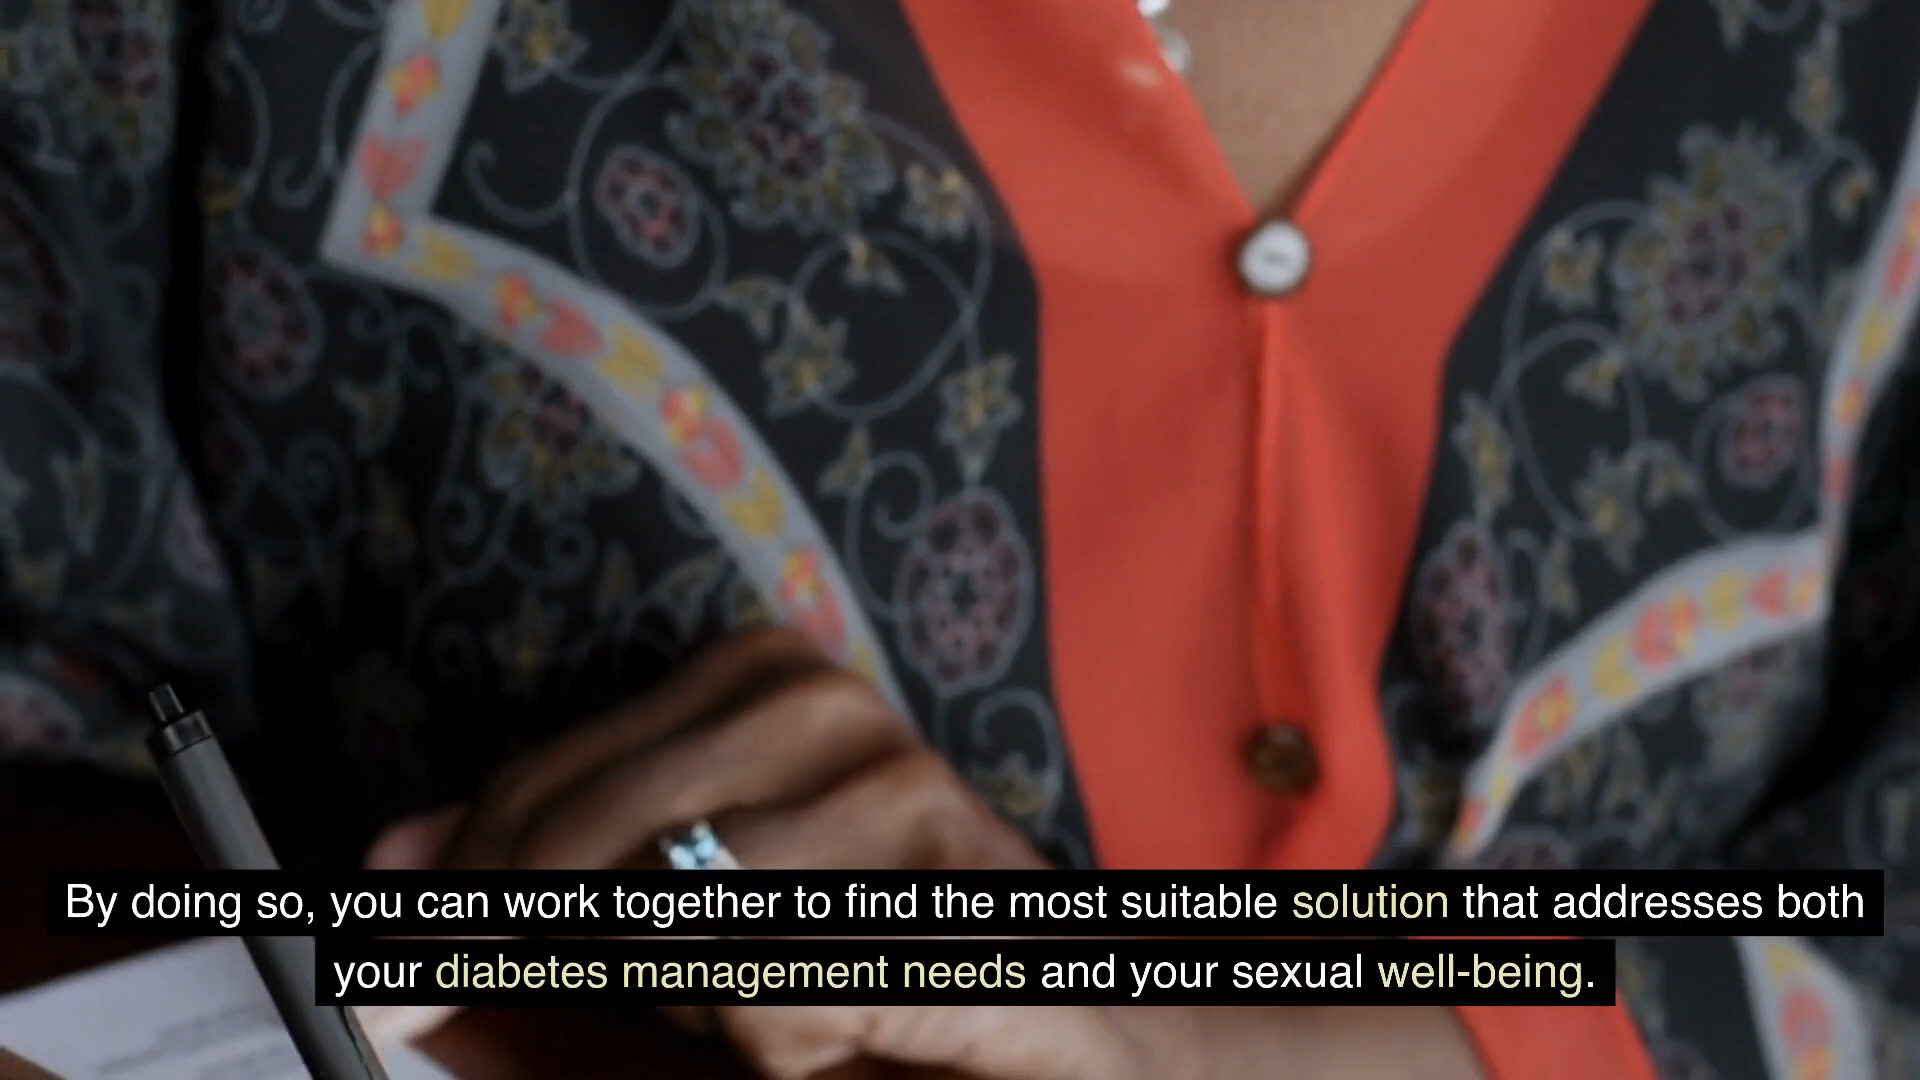 By doing so, you can work together to find the most suitable solution that addresses both
your diabetes management needs and your sexual well-being.